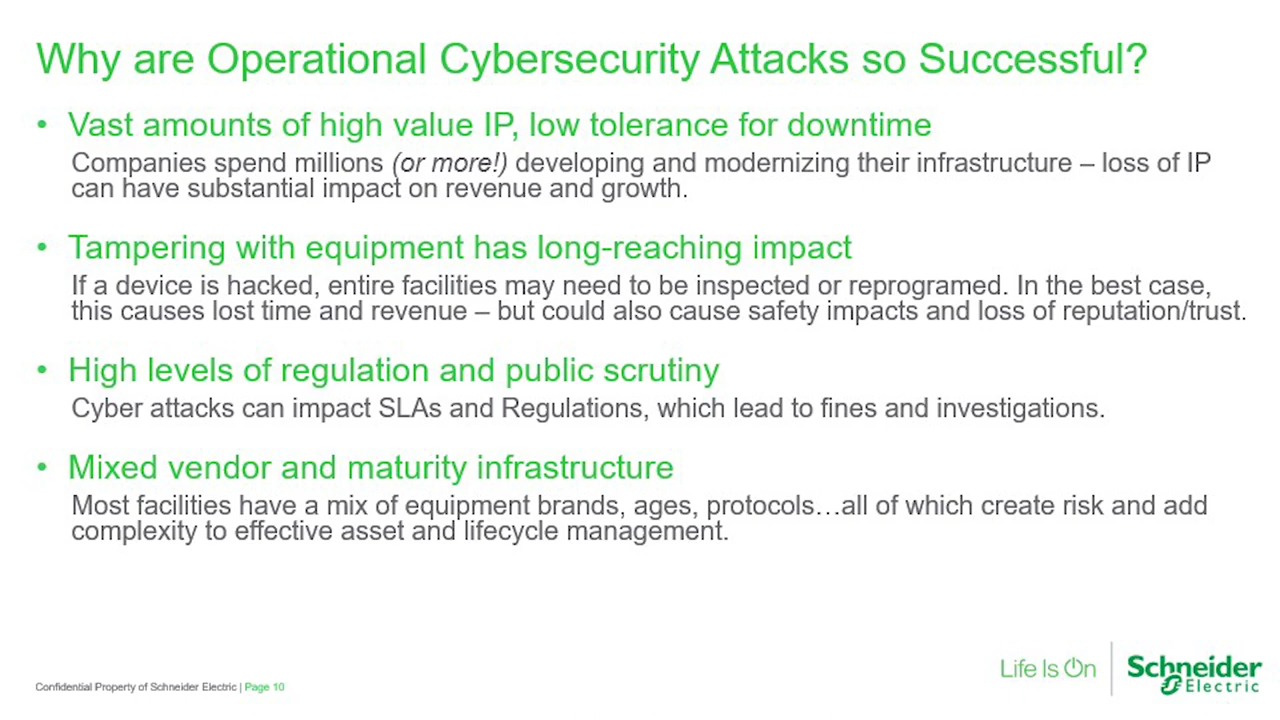 Why are Operational Cybersecurity Attacks so Successful?
• Vast amounts of high value IP, low tolerance for downtime
Companies spend millions (or more!) developing and modernizing their infrastructure – loss of IP
can have substantial impact on revenue and growth.
• Tampering with equipment has long-reaching impact
If a device is hacked, entire facilities may need to be inspected or reprogramed. In the best case,
this causes lost time and revenue – but could also cause safety impacts and loss of reputation/trust.
• High levels of regulation and public scrutiny
Cyber attacks can impact SLAs and Regulations, which lead to fines and investigations.
• Mixed vendor and maturity infrastructure
Most facilities have a mix of equipment brands, ages, protocols…all of which create risk and add
complexity to effective asset and lifecycle management.
Confidential Property of Schneider Electric | Page 10
Life Is On
Schneider
Electric